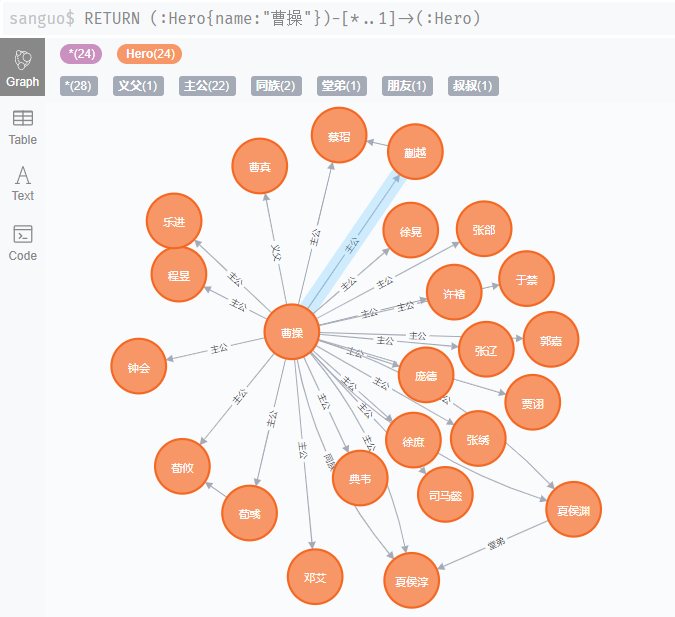 sanguo$ RETURN (:Hero{name:"曹操"})-[*..1]->(:Hero)
Graph
Table
Text
Code
*(24) Hero(24)
*(28) 义父(1) 主公(22) 同族(2) 堂弟(1) 朋友(1) 叔叔(1)
蔡瑁
蒯越
曹真
主公
乐进
徐晃
张郃
义父
主公
主公
程昱
主公
主公
主公
许褚
于禁
主公
主公
主公
曹操
主公
主公
郭嘉
钟会
主公
主公
张辽
庞德
主公
主公
主公
主公
主公
公
贾诩
主公
主公
主公
徐庶
张绣
荀攸
同族
典韦
司马懿
荀彧
夏侯渊
堂弟
邓艾
夏侯淳